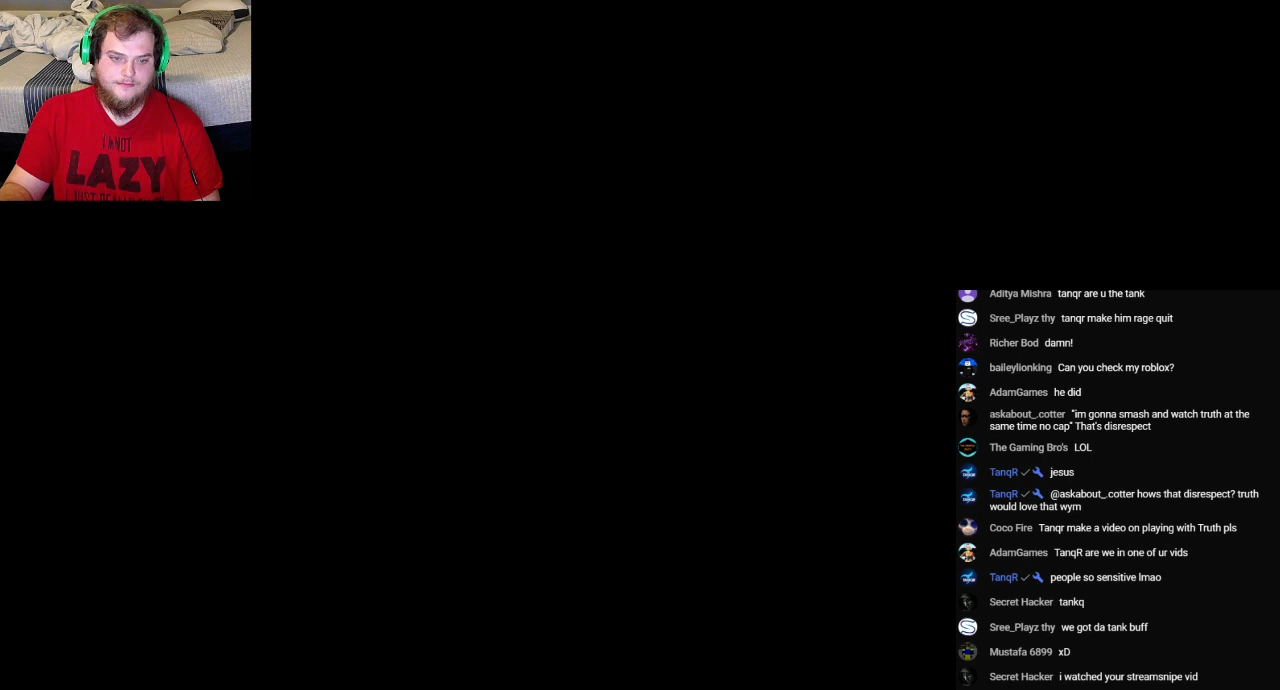 I'M NOT
LAZY
Aditya Mishra tanqr are u the tank
Sree_Playz thy tanqr make him rage quit
Richer Bod damn!
baileylionking Can you check my roblox?
AdamGames he did
askabout_.cotter "im gonna smash and watch truth at the
same time no cap" That's disrespect
The Gaming Bro's LOL
TanqR jesus
TanqR @askabout_.cotter hows that disrespect? truth
would love that wym
Coco Fire Tanqr make a video on playing with Truth pls
AdamGames TanqR are we in one of ur vids
TanqR people so sensitive lmao
Secret Hacker tankq
Sree_Playz thy we got da tank buff
Mustafa 6899 xD
Secret Hacker i watched your streamsnipe vid